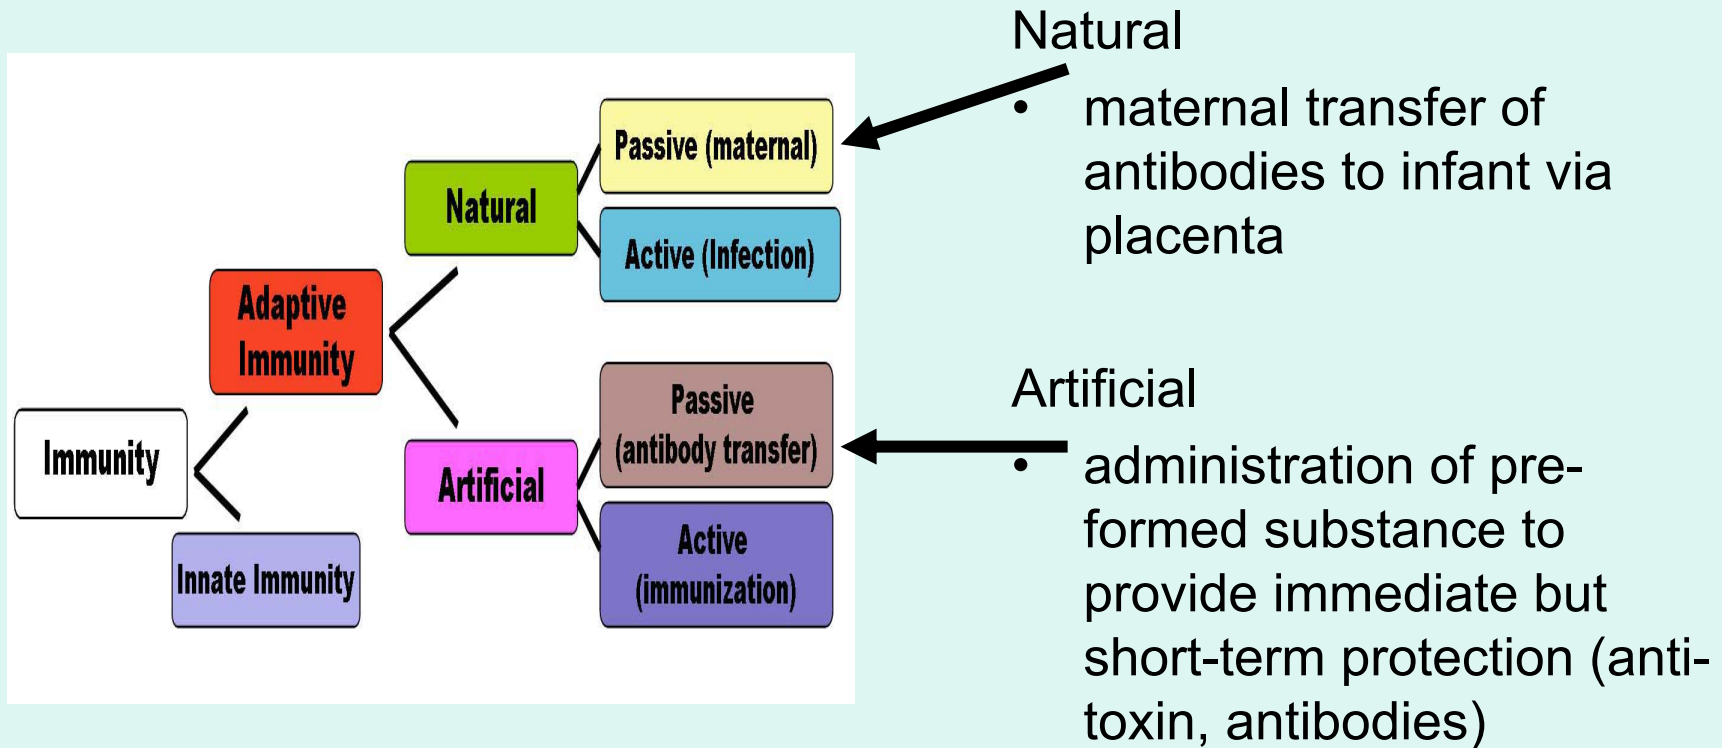 Immunity
Adaptive
Immunity
Innate Immunity
Natural
Artificial
Passive (maternal)
Active (Infection)
Passive
(antibody transfer)
Active
(immunization)
Natural
• maternal transfer of
antibodies to infant via
placenta
Artificial
• administration of pre-
formed substance to
provide immediate but
short-term protection (anti-
toxin, antibodies)